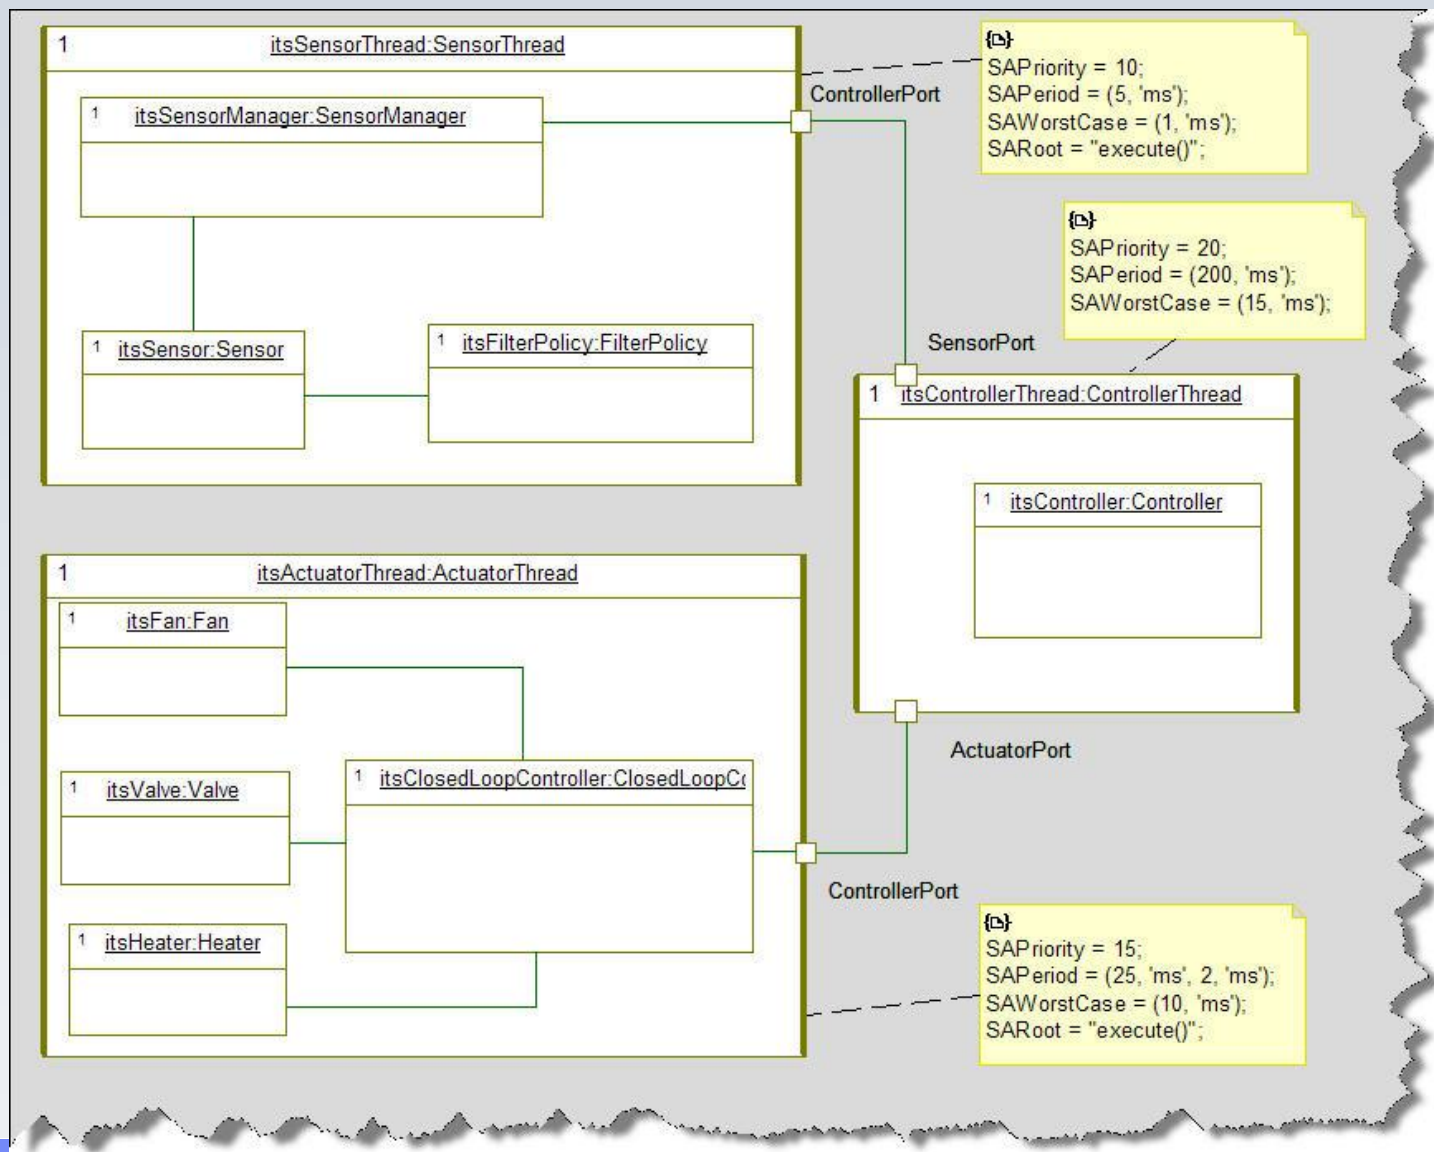 1 itsSensorThread:SensorThread
1 itsSensorManager:SensorManager
1 itsSensor:Sensor
1 itsFilterPolicy:FilterPolicy
ControllerPort
SAPriority = 10;
SAPeriod = (5, 'ms');
SAWorstCase = (1, 'ms');
SARoot = "execute()";
SAPriority = 20;
SAPeriod = (200, 'ms');
SAWorstCase = (15, 'ms');
SensorPort
1 itsControllerThread:ControllerThread
1 itsController:Controller
ActuatorPort
1 itsActuatorThread:ActuatorThread
1 itsFan:Fan
1 itsValve:Valve
1 itsClosedLoopController:ClosedLoopCo
1 itsHeater:Heater
ControllerPort
SAPriority = 15;
SAPeriod = (25, 'ms', 2, 'ms');
SAWorstCase = (10, 'ms');
SARoot = "execute()";